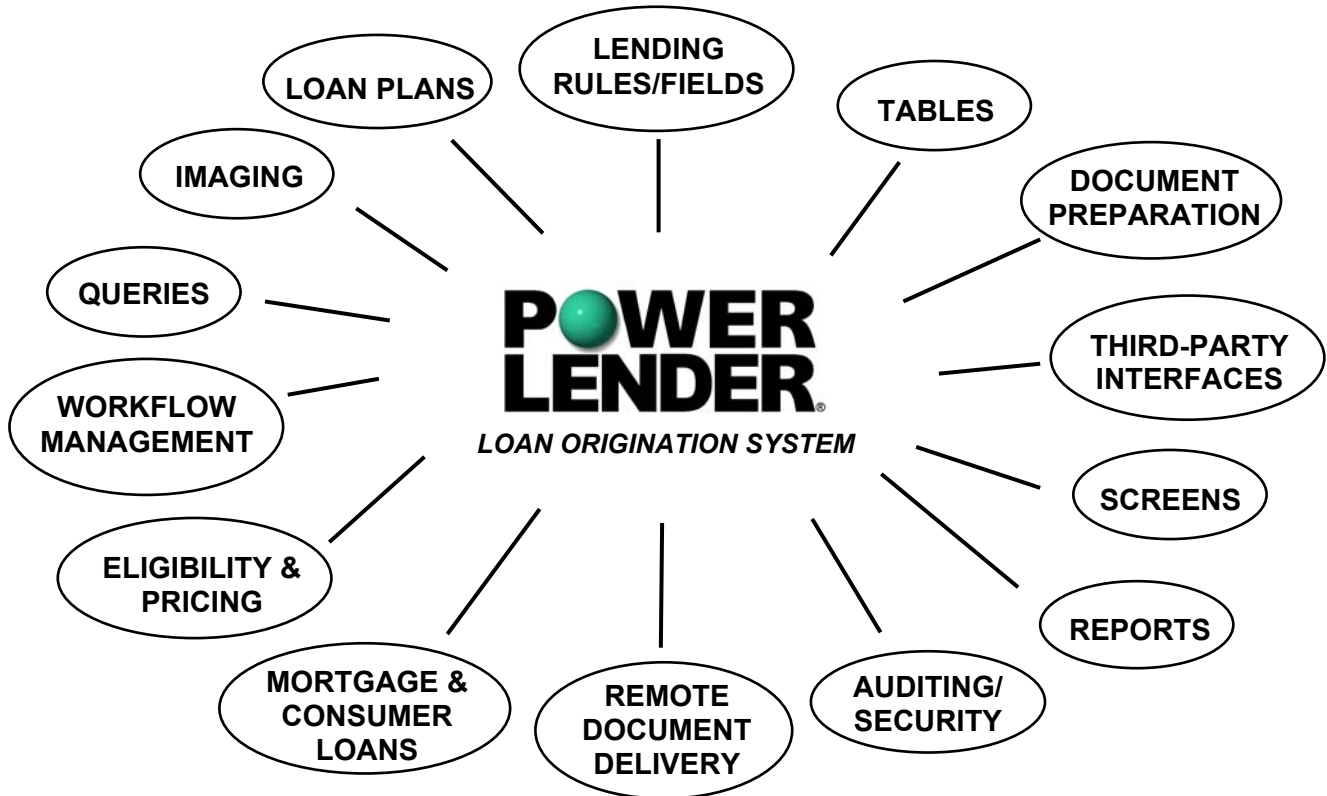 LENDING
RULES/FIELDS
LOAN PLANS
TABLES
IMAGING
DOCUMENT
PREPARATION
QUERIES
THIRD-PARTY
INTERFACES
POWER
LENDER®
LOAN ORIGINATION SYSTEM
WORKFLOW
MANAGEMENT
SCREENS
ELIGIBILITY &
PRICING
REPORTS
MORTGAGE &
CONSUMER
LOANS
REMOTE
DOCUMENT
DELIVERY
AUDITING/
SECURITY